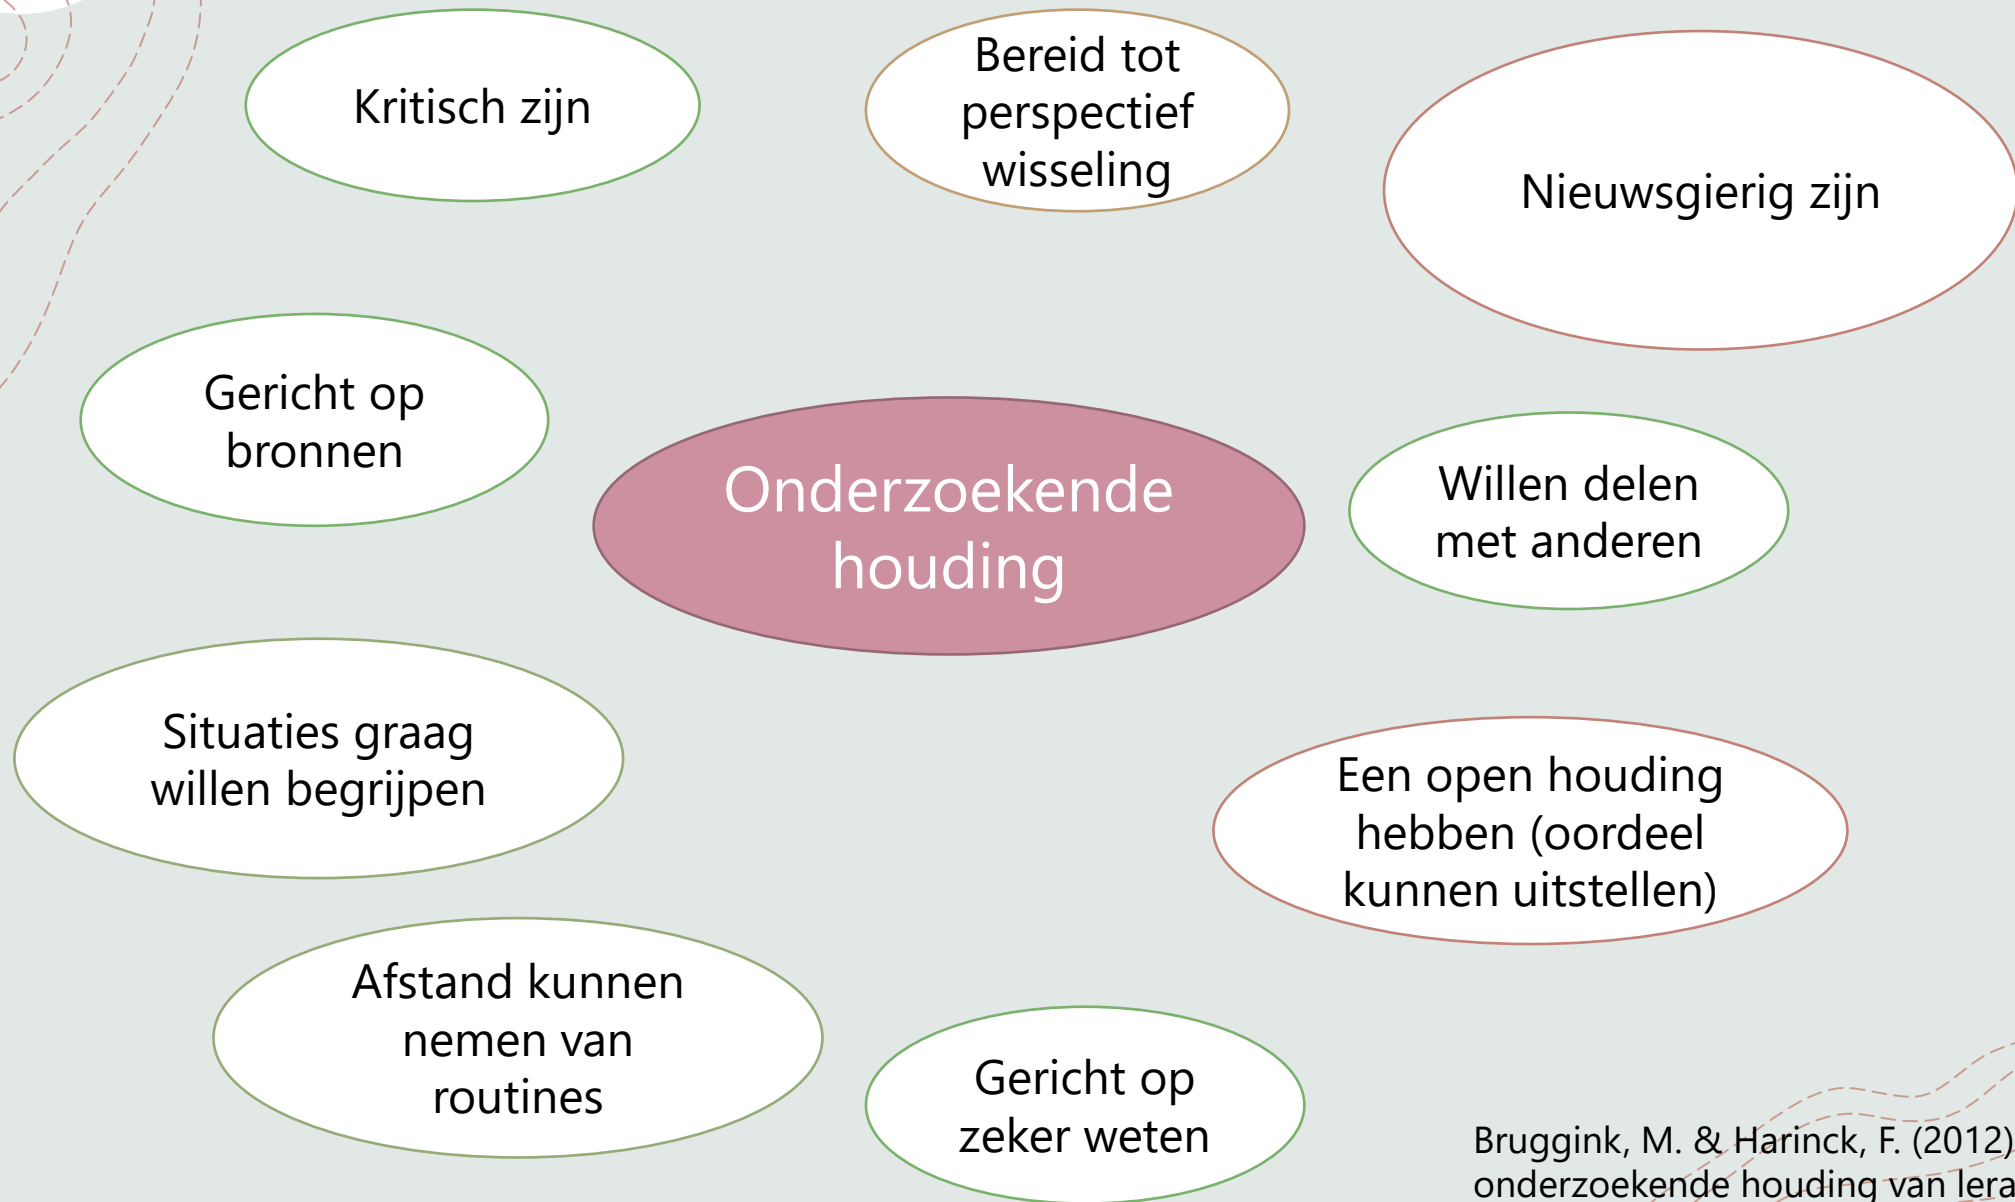 Kritisch zijn
Bereid tot
perspectief
wisseling
Nieuwsgierig zijn
Gericht op
bronnen
Onderzoekende
houding
Willen delen
met anderen
Situaties graag
willen begrijpen
Een open houding
hebben (oordeel
kunnen uitstellen)
Afstand kunnen
nemen van
routines
Gericht op
zeker weten
Bruggink, M. & Harinck, F. (2012)
onderzoekende houding van lera